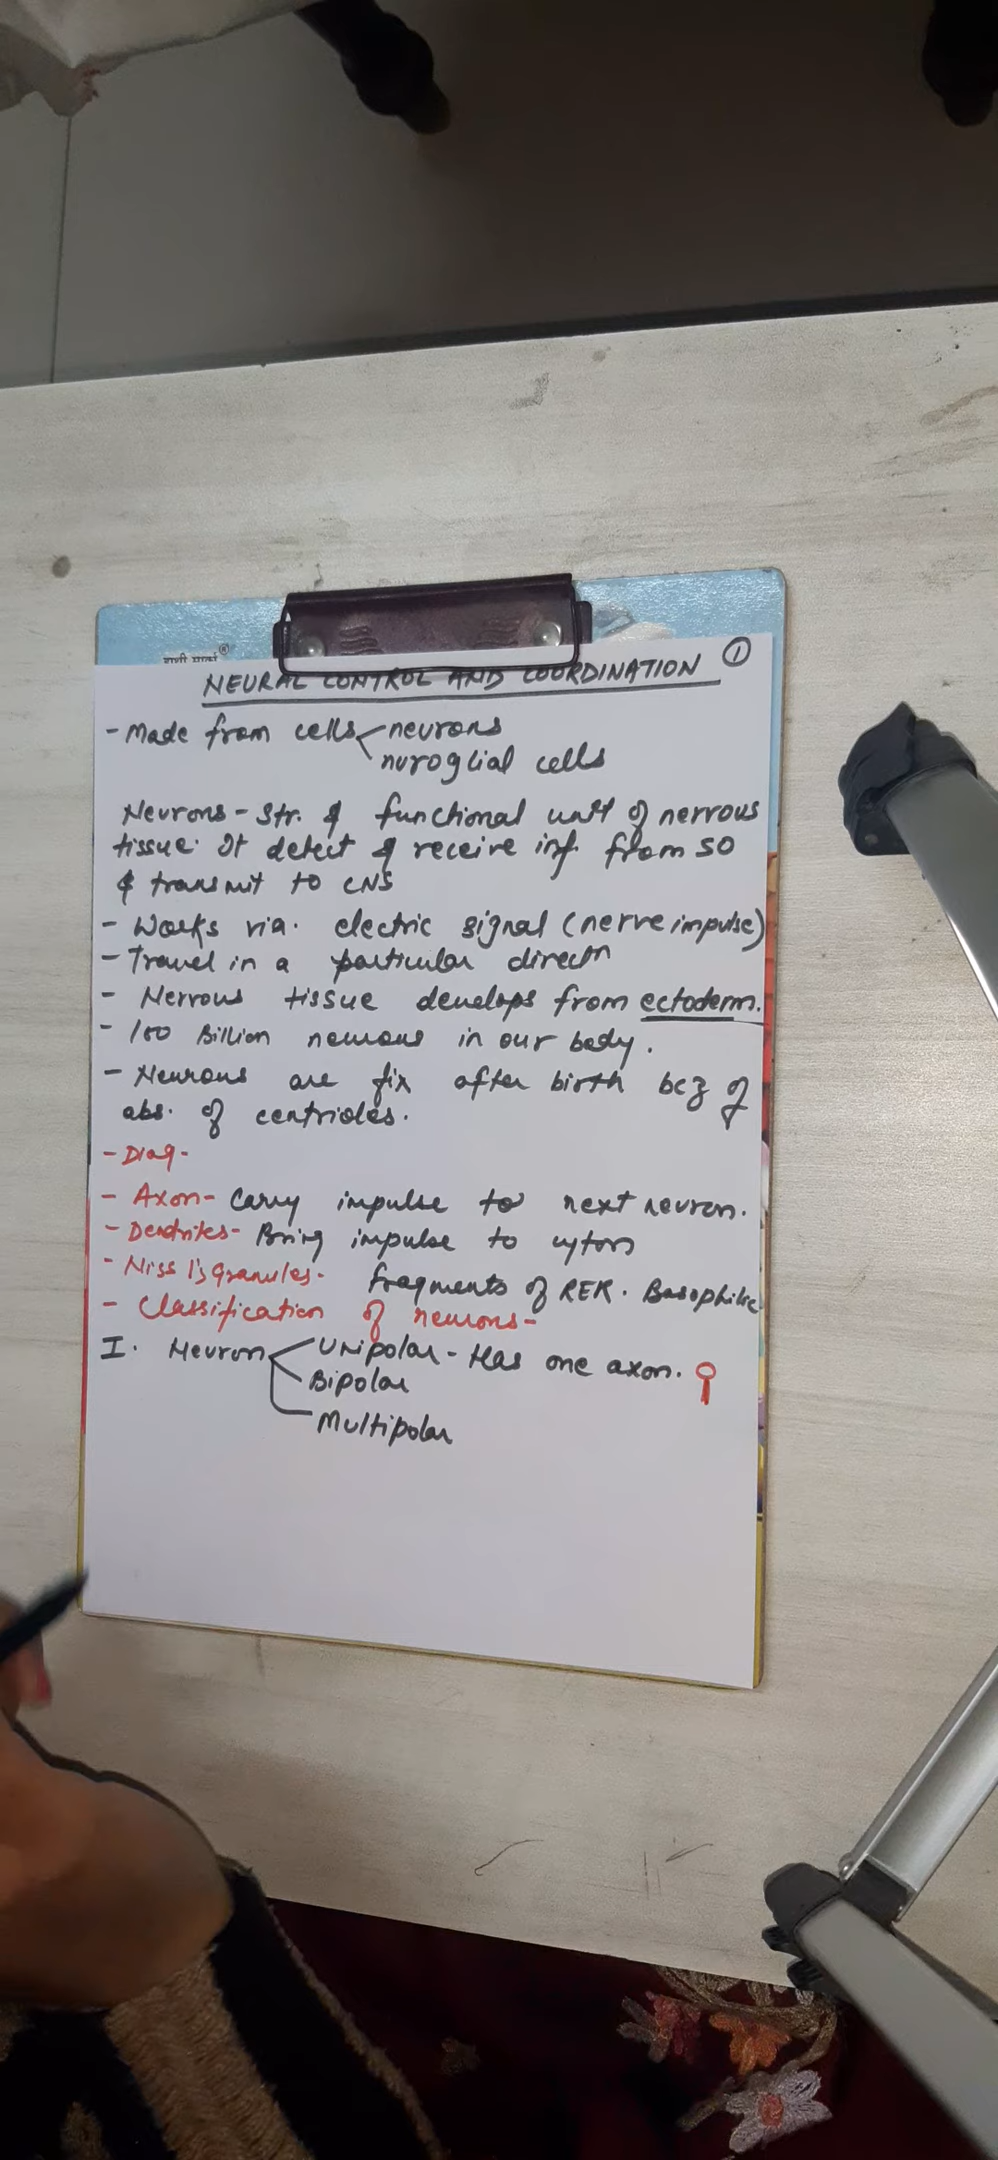 हाथी मार्का ®
NEURAL CONTROL AND COORDINATION ①
- Made from cells neurons
nuroglial cells
Neurons - Str. & functional unit of nervous
tissue. It detect & receive inf. from SO
& transmit to CNS
- Works via. electric signal (nerve impulse)
- Travel in a particular directn
- Nervous tissue develops from ectoderm.
- 100 Billion neurons in our body.
- Neurons are fix after birth bcz of
abs. of centrioles.
- Diag -
- Axon - Carry impulse to next neuron.
- Dendrites - Bring impulse to cyton
- Nissl's granules - fragments of RER. Basophilic
- Classification of neurons -
I. Neuron Unipolar - Has one axon.
Bipolar
Multipolar